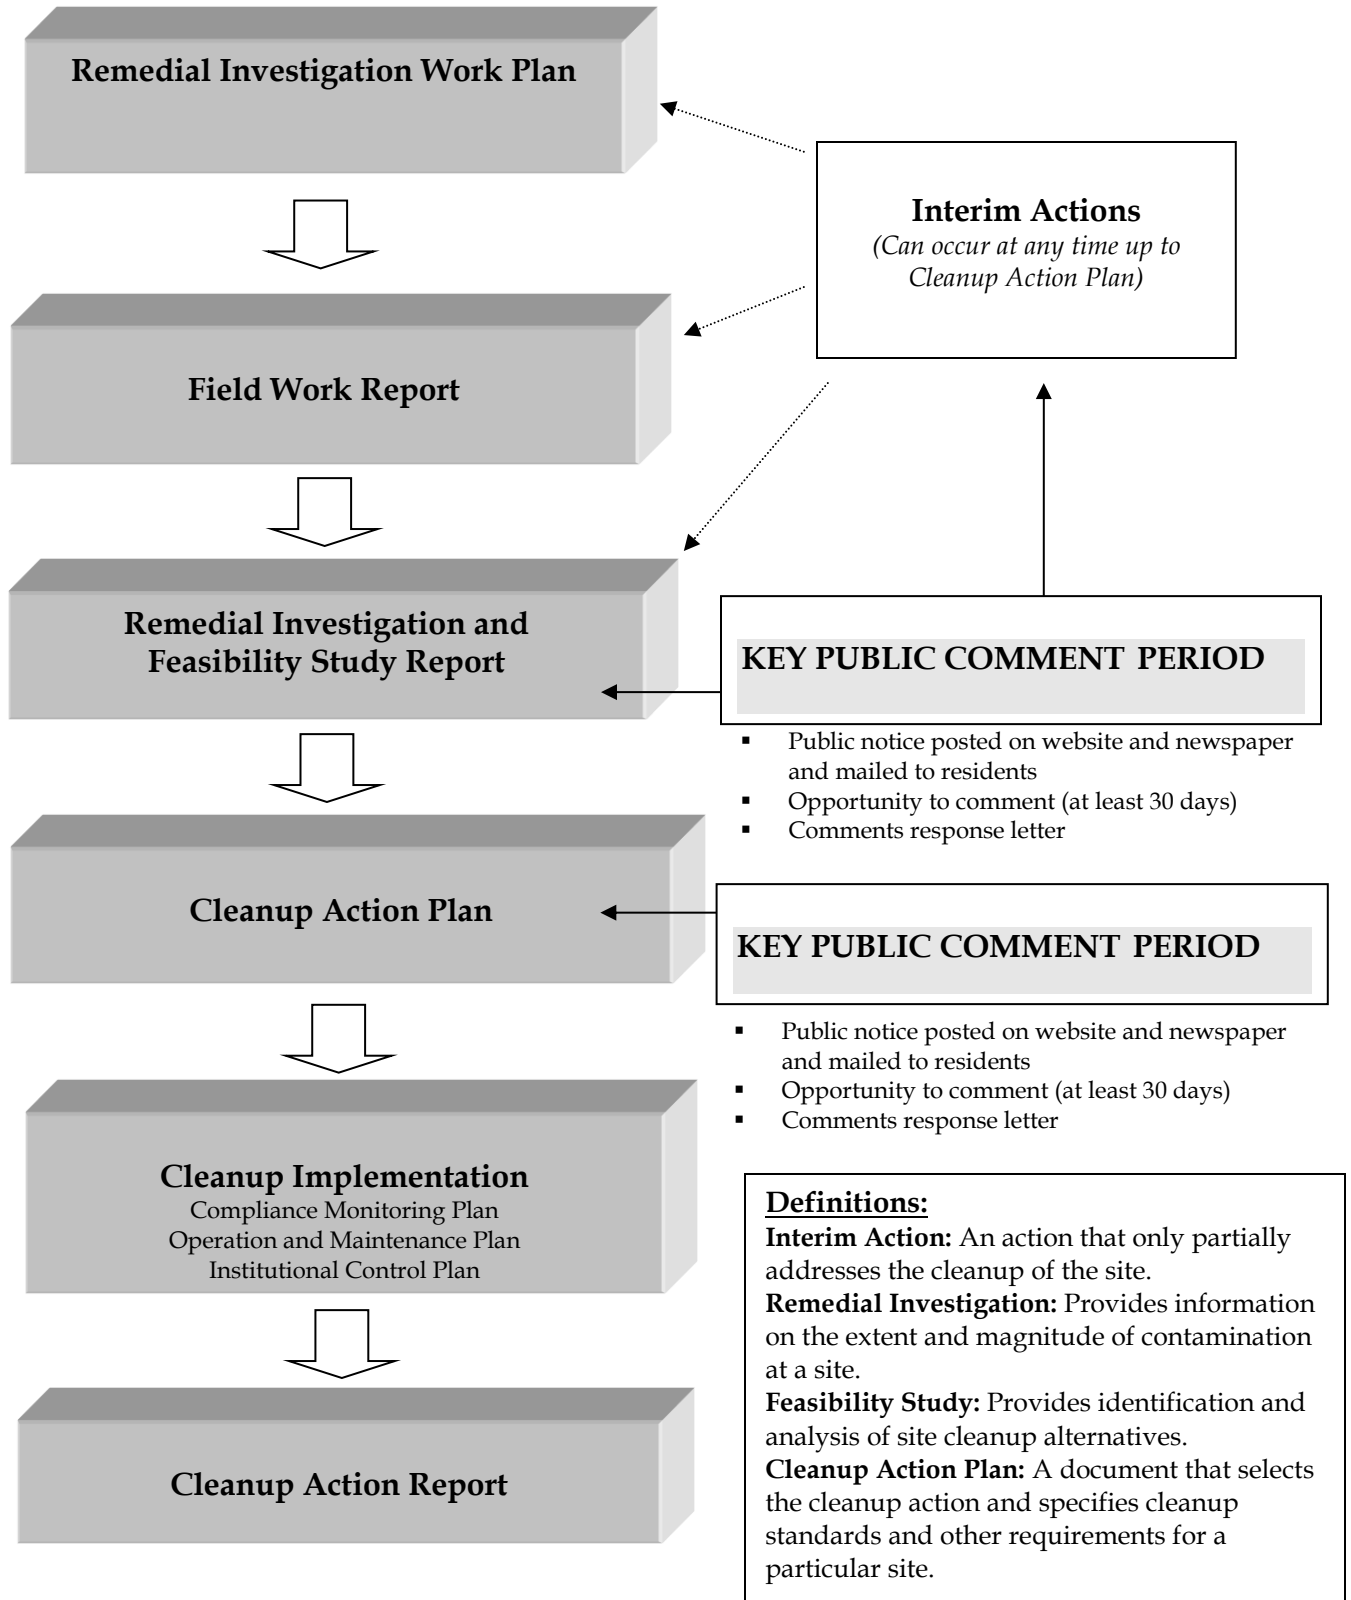 Remedial Investigation Work Plan
Interim Actions
(Can occur at any time up to
Cleanup Action Plan)
Field Work Report
Remedial Investigation and
Feasibility Study Report
KEY PUBLIC COMMENT PERIOD
▪ Public notice posted on website and newspaper
and mailed to residents
▪ Opportunity to comment (at least 30 days)
▪ Comments response letter
Cleanup Action Plan
KEY PUBLIC COMMENT PERIOD
▪ Public notice posted on website and newspaper
and mailed to residents
▪ Opportunity to comment (at least 30 days)
▪ Comments response letter
Cleanup Implementation
Compliance Monitoring Plan
Operation and Maintenance Plan
Institutional Control Plan
Cleanup Action Report
Definitions:
Interim Action: An action that only partially
addresses the cleanup of the site.
Remedial Investigation: Provides information
on the extent and magnitude of contamination
at a site.
Feasibility Study: Provides identification and
analysis of site cleanup alternatives.
Cleanup Action Plan: A document that selects
the cleanup action and specifies cleanup
standards and other requirements for a
particular site.